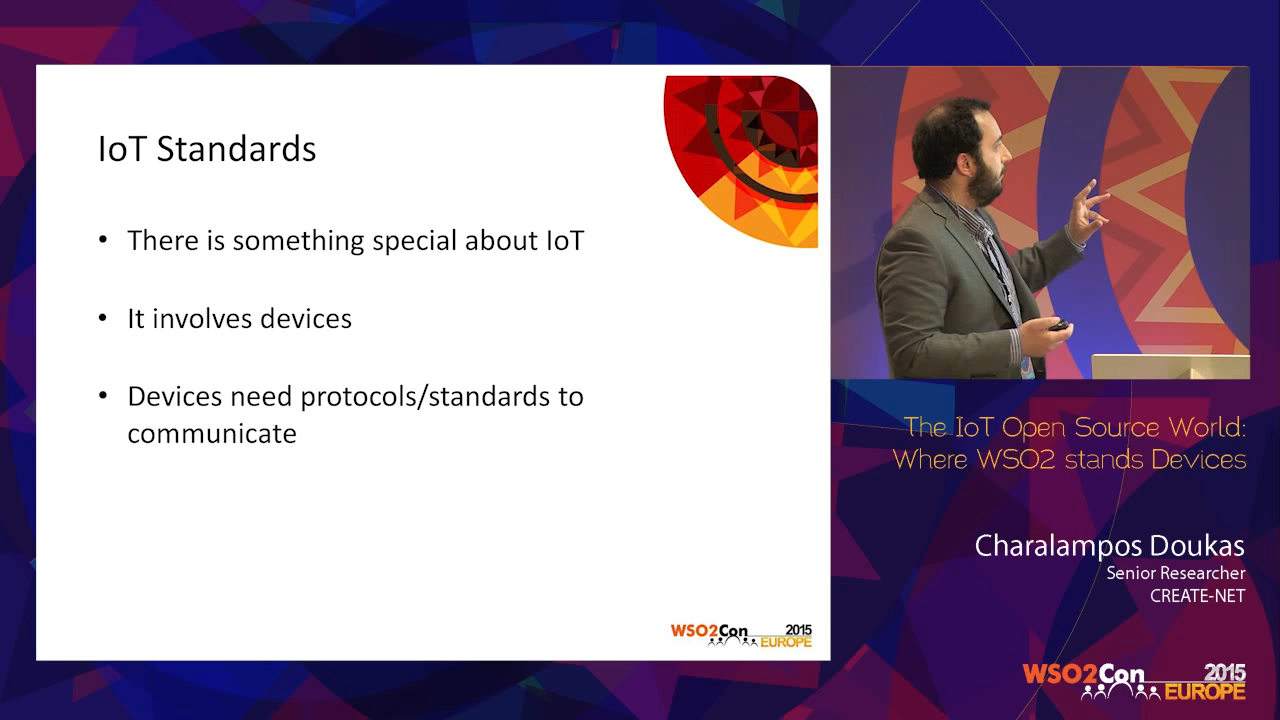 IoT Standards
• There is something special about IoT
• It involves devices
• Devices need protocols/standards to
communicate
WSO2Con 2015
EUROPE
The IoT Open Source World:
Where WSO2 stands Devices
Charalampos Doukas
Senior Researcher
CREATE-NET
WSO2Con 2015
EUROPE